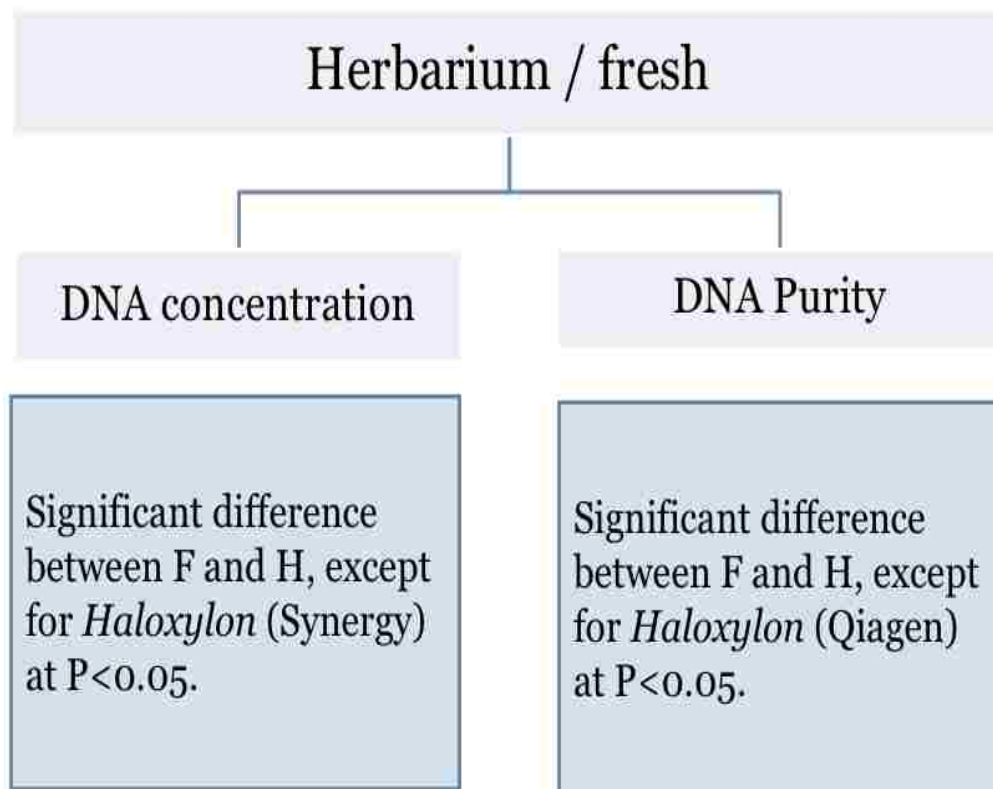 Herbarium / fresh
DNA concentration
DNA Purity
Significant difference
between F and H, except
for Haloxylon (Synergy)
at P<0.05.
Significant difference
between F and H, except
for Haloxylon (Qiagen)
at P<0.05.